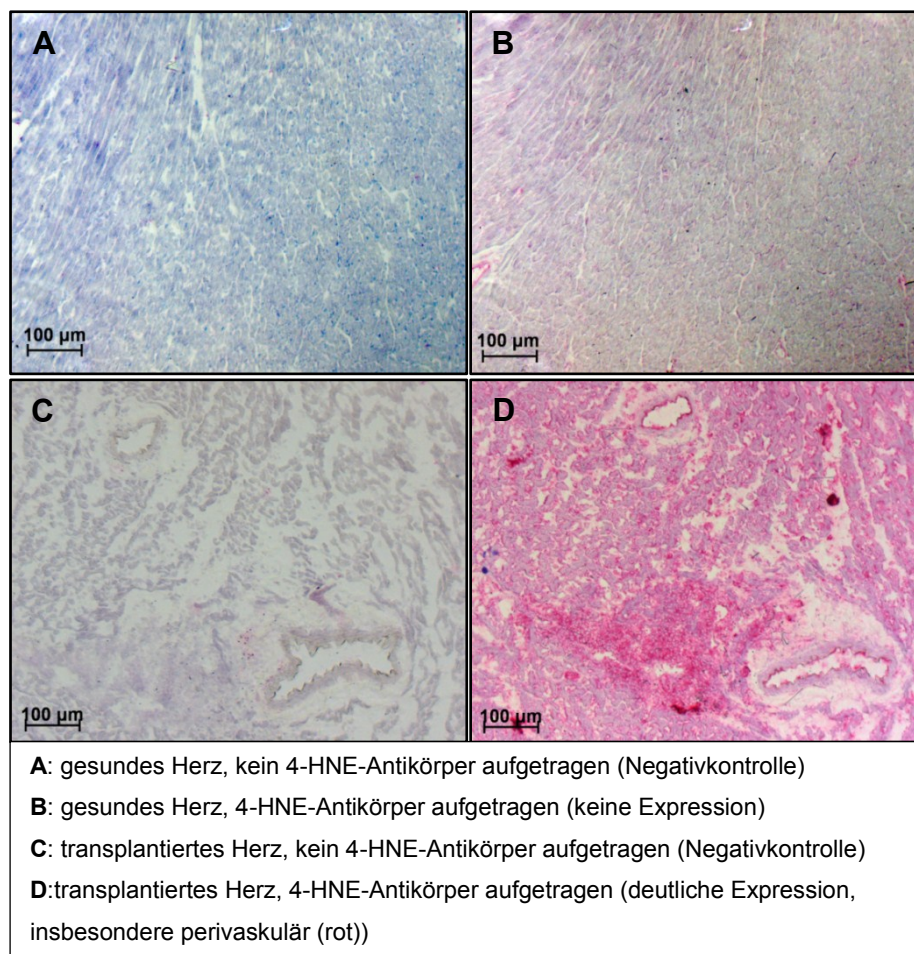 A
B
100 µm
100 µm
C
D
100 µm
100 µm
A: gesundes Herz, kein 4-HNE-Antikörper aufgetragen (Negativkontrolle)
B: gesundes Herz, 4-HNE-Antikörper aufgetragen (keine Expression)
C: transplantiertes Herz, kein 4-HNE-Antikörper aufgetragen (Negativkontrolle)
D:transplantiertes Herz, 4-HNE-Antikörper aufgetragen (deutliche Expression,
insbesondere perivaskulär (rot))